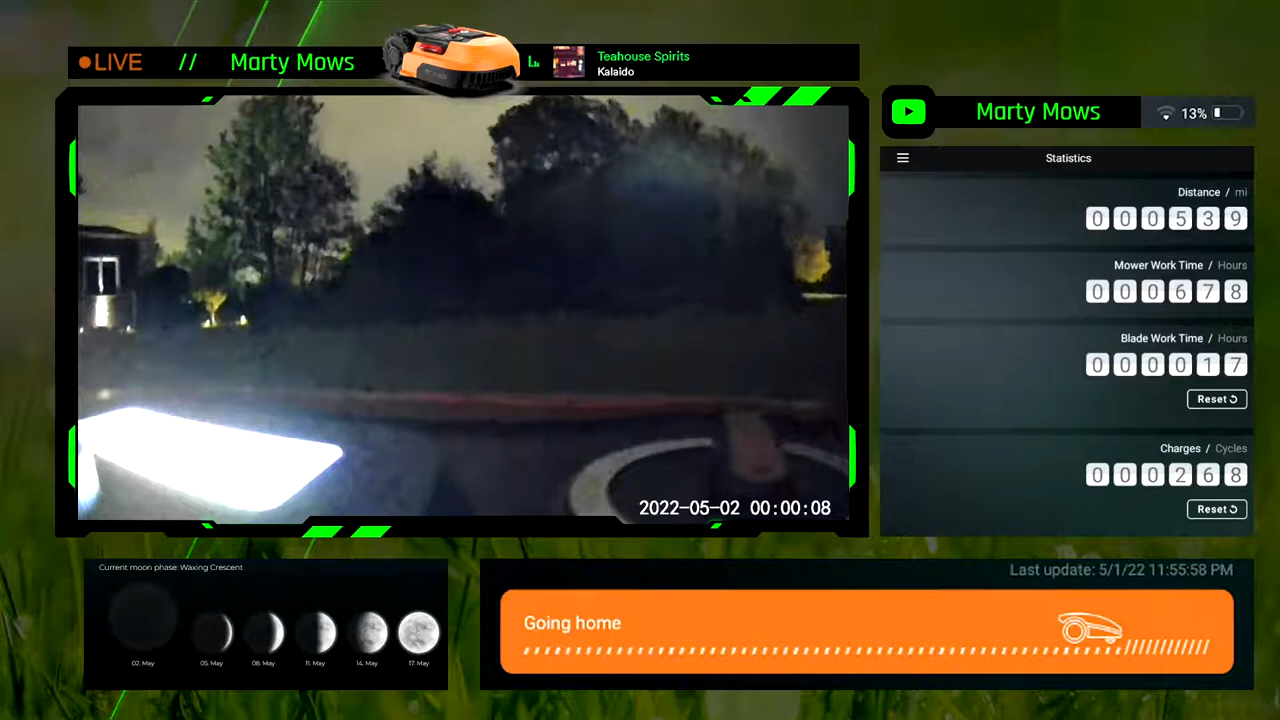 LIVE // Marty Mows
Teahouse Spirits
Kalaido
Marty Mows
13%
Statistics
Distance / mi
000539
Mower Work Time / Hours
000678
Blade Work Time / Hours
000017
Reset
Charges / Cycles
000268
Reset
2022-05-02 00:00:08
Current moon phase: Waxing Crescent
02. May
05. May
08. May
11. May
14. May
17. May
Last update: 5/1/22 11:55:58 PM
Going home